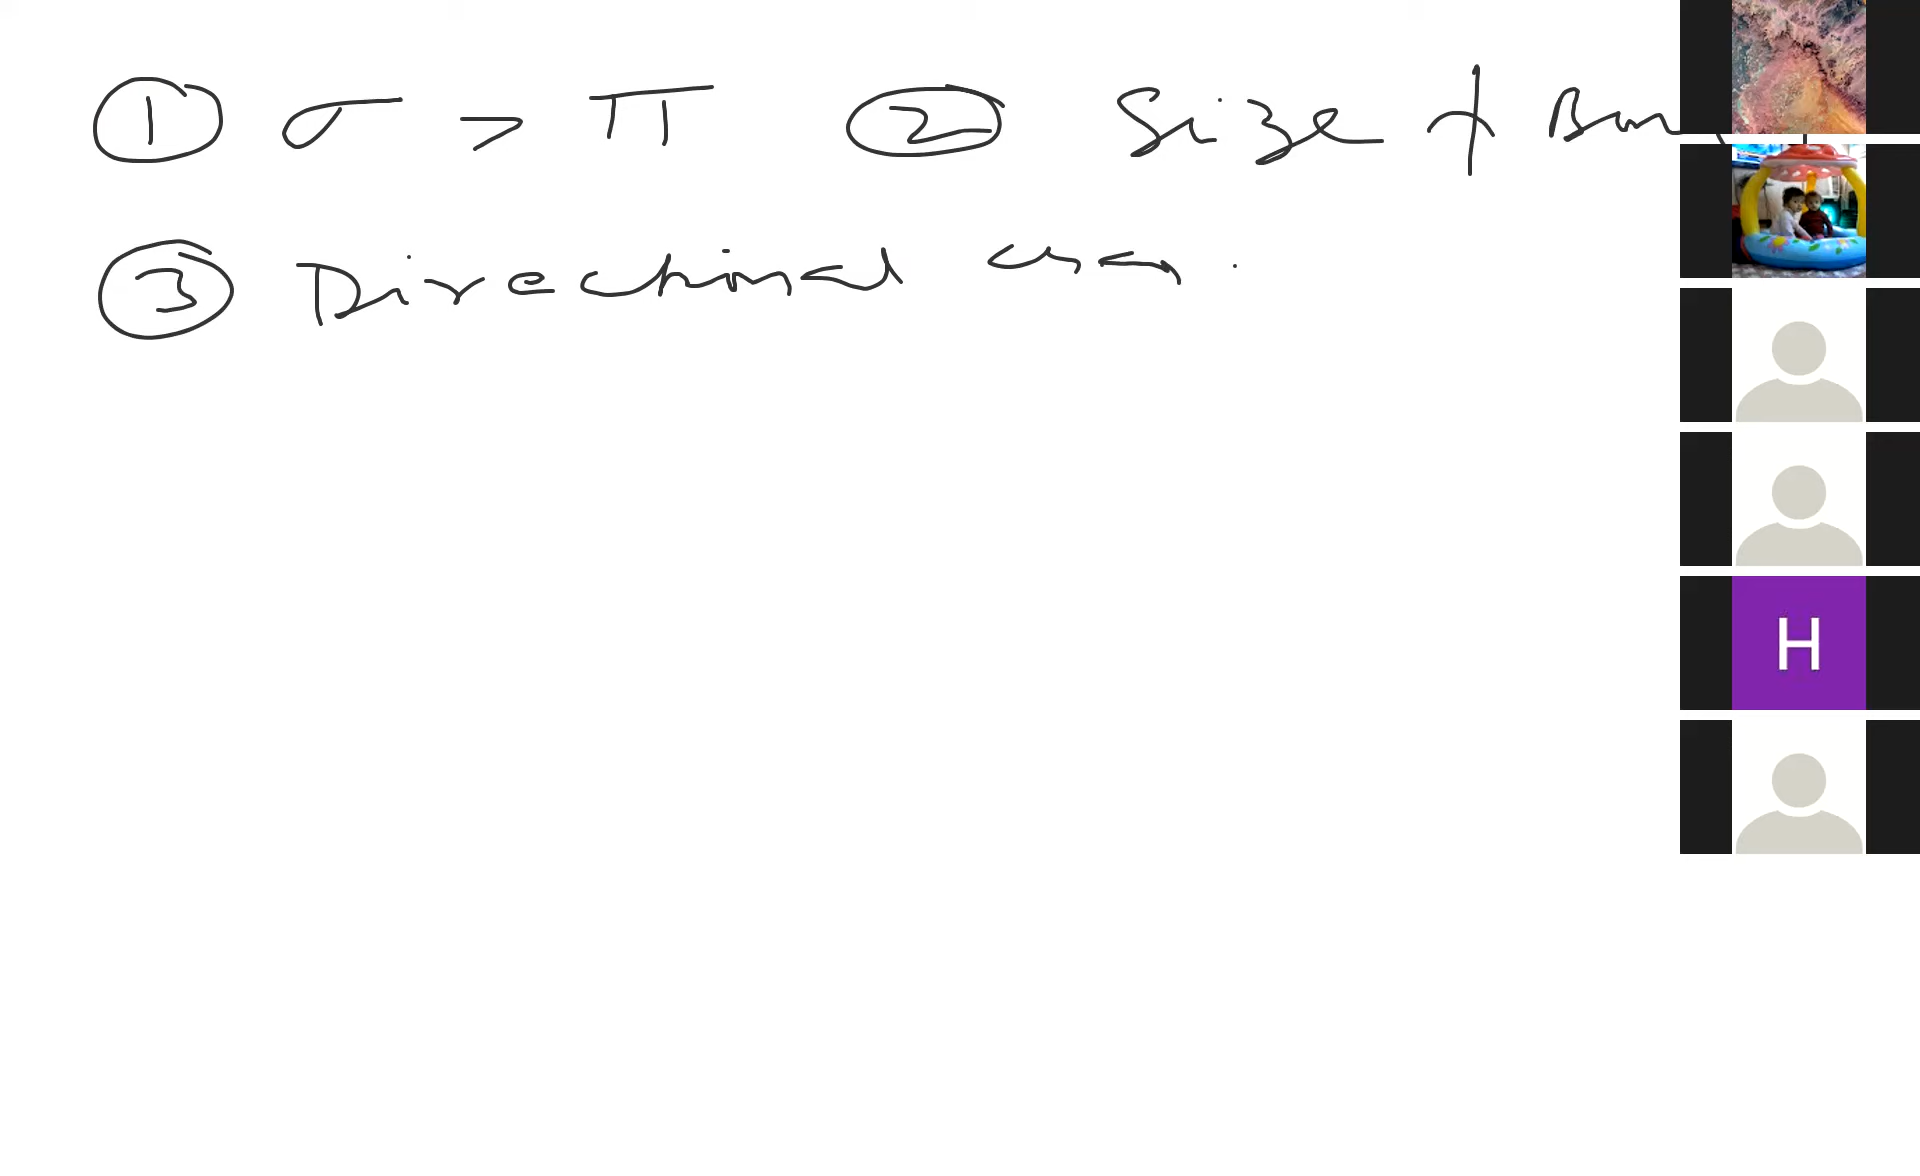 ① σ > π ② Size of
③ Directional
H